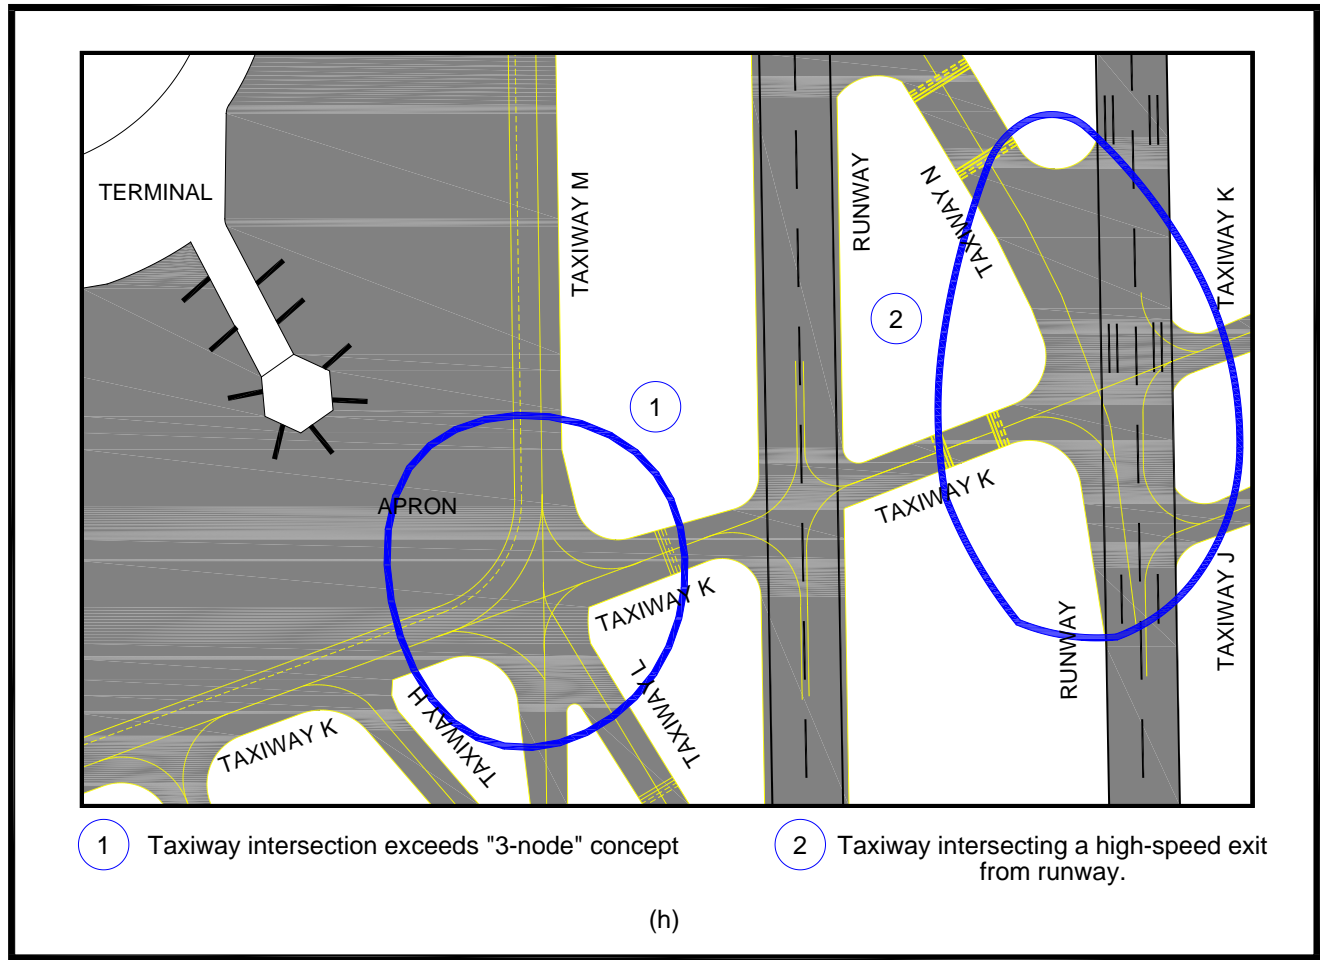 TERMINAL
TAXIWAY M
RUNWAY
TAXIWAY N
TAXIWAY K
2
1
APRON
TAXIWAY K
TAXIWAY K
TAXIWAY J
RUNWAY
TAXIWAY L
TAXIWAY H
TAXIWAY K
1 Taxiway intersection exceeds "3-node" concept
2 Taxiway intersecting a high-speed exit
from runway.
(h)